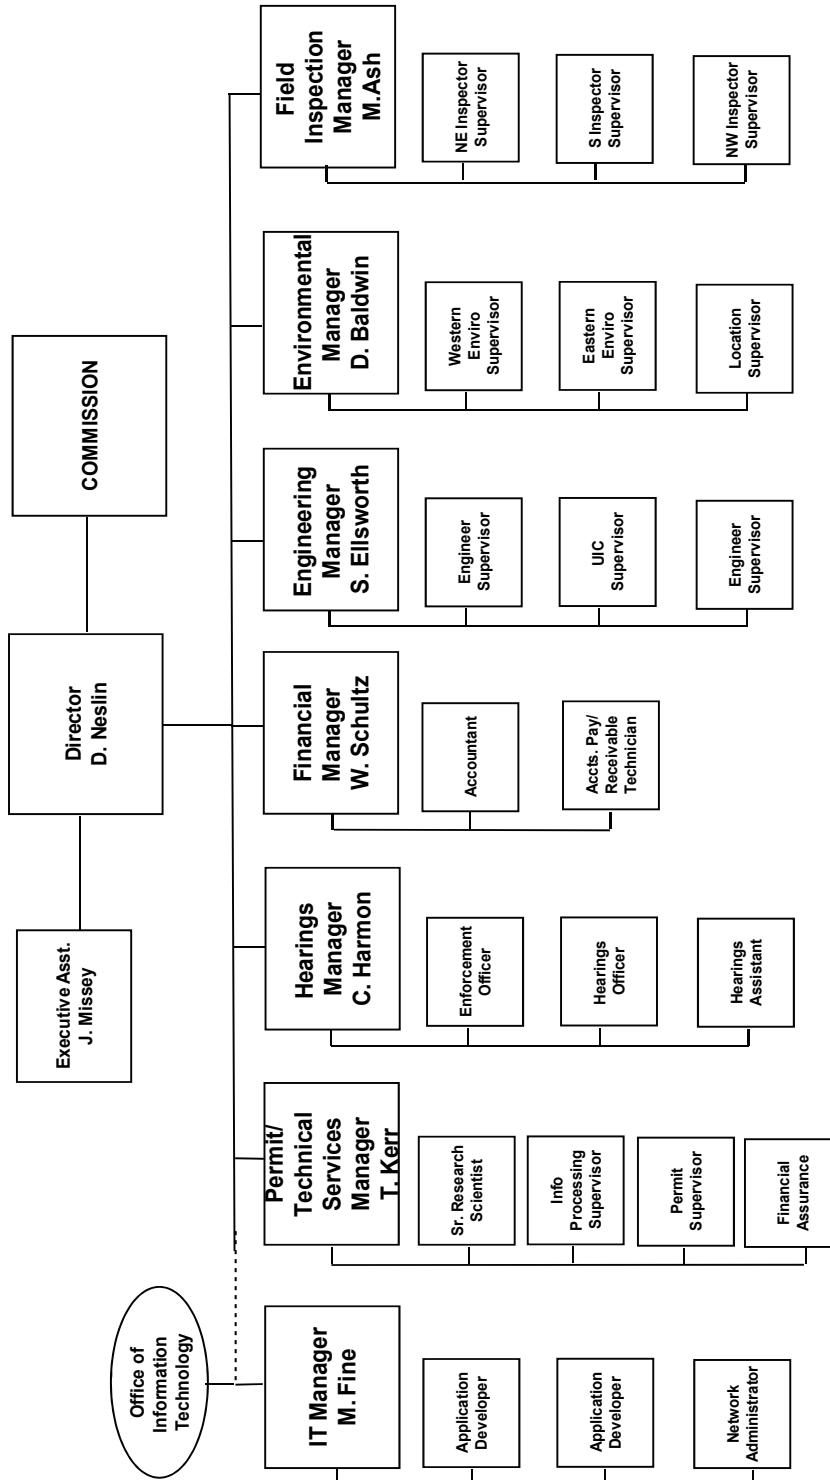 COMMISSION
Director
D. Neslin
Executive Asst.
J. Missey
Office of
Information
Technology
IT Manager
M. Fine
Application
Developer
Application
Developer
Network
Administrator
Permit/
Technical
Services
Manager
T. Kerr
Sr. Research
Scientist
Info
Processing
Supervisor
Permit
Supervisor
Financial
Assurance
Hearings
Manager
C. Harmon
Enforcement
Officer
Hearings
Officer
Hearings
Assistant
Financial
Manager
W. Schultz
Accountant
Accts. Pay/
Receivable
Technician
Engineering
Manager
S. Ellsworth
Engineer
Supervisor
UIC
Supervisor
Engineer
Supervisor
Environmental
Manager
D. Baldwin
Western
Enviro
Supervisor
Eastern
Enviro
Supervisor
Location
Supervisor
Field
Inspection
Manager
M.Ash
NE Inspector
Supervisor
S Inspector
Supervisor
NW Inspector
Supervisor